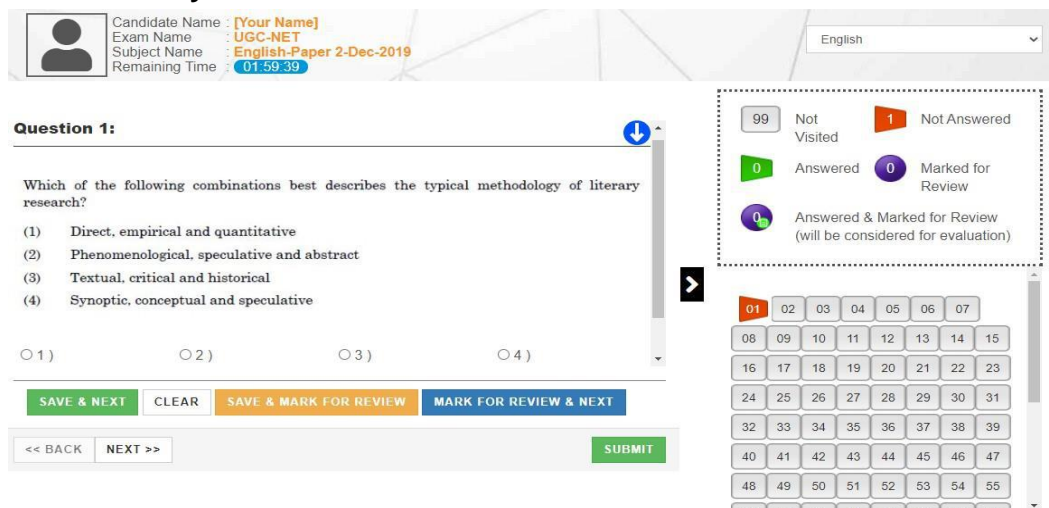 Candidate Name : [Your Name]
Exam Name : UGC-NET
Subject Name : English-Paper 2-Dec-2019
Remaining Time : 01:59:39
English
Question 1:
Which of the following combinations best describes the typical methodology of literary
research?
(1) Direct, empirical and quantitative
(2) Phenomenological, speculative and abstract
(3) Textual, critical and historical
(4) Synoptic, conceptual and speculative
1 )
2 )
3 )
4 )
SAVE & NEXT
CLEAR
SAVE & MARK FOR REVIEW
MARK FOR REVIEW & NEXT
<< BACK
NEXT >>
SUBMIT
99 Not
Visited
1 Not Answered
0 Answered
0 Marked for
Review
0 Answered & Marked for Review
(will be considered for evaluation)
01 02 03 04 05 06 07
08 09 10 11 12 13 14 15
16 17 18 19 20 21 22 23
24 25 26 27 28 29 30 31
32 33 34 35 36 37 38 39
40 41 42 43 44 45 46 47
48 49 50 51 52 53 54 55